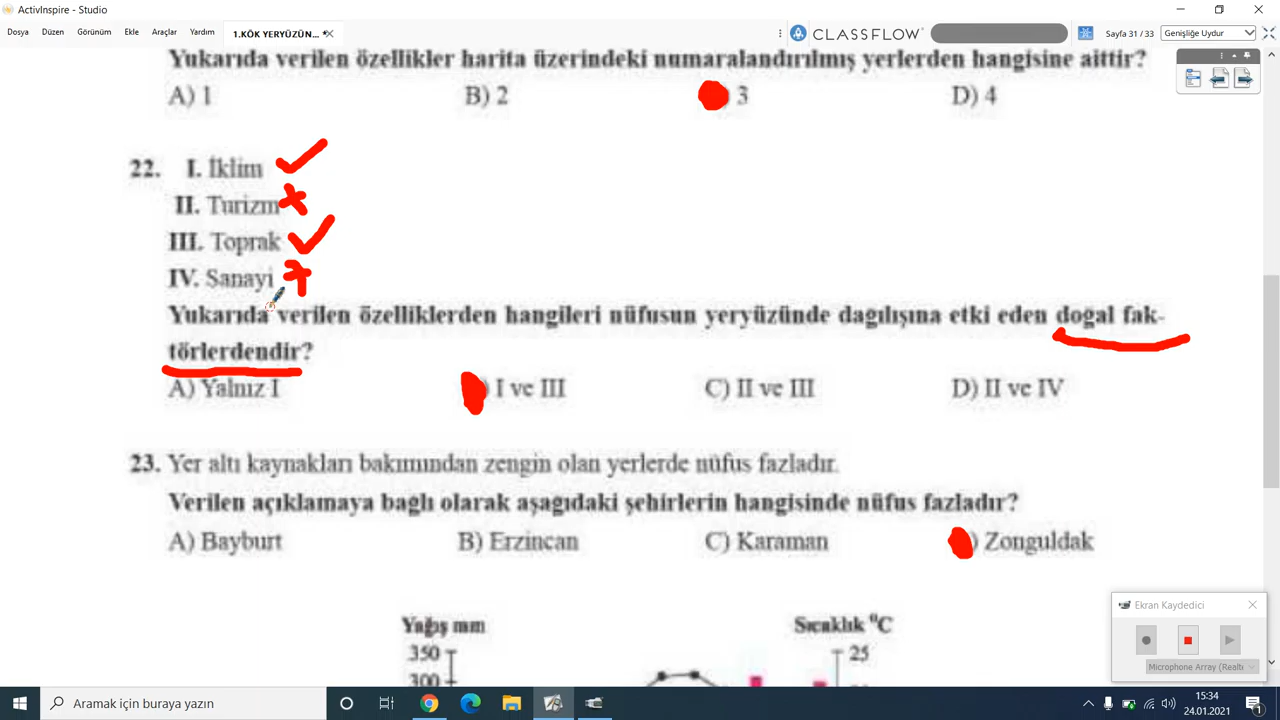 ActivInspire - Studio
Dosya Düzen Görünüm Ekle Araçlar Yardım
1.KÖK YERYÜZÜN...
CLASSFLOW
Sayfa 31 / 33
Genişliğe Uydur
Yukarıda verilen özellikler harita üzerindeki numaralandırılmış yerlerden hangisine aittir?
A) 1 B) 2 ) 3 D) 4
22. I. İklim
II. Turizm
III. Toprak
IV. Sanayi
Yukarıda verilen özelliklerden hangileri nüfusun yeryüzünde dağılışına etki eden doğal fak-
törlerdendir?
A) Yalnız I ) I ve III C) II ve III D) II ve IV
23. Yer altı kaynakları bakımından zengin olan yerlerde nüfus fazladır.
Verilen açıklamaya bağlı olarak aşağıdaki şehirlerin hangisinde nüfus fazladır?
A) Bayburt B) Erzincan C) Karaman ) Zonguldak
Yağış mm Sıcaklık °C
350 25
300
Ekran Kaydedici
Microphone Array (Realte
Aramak için buraya yazın
15:34
24.01.2021
1